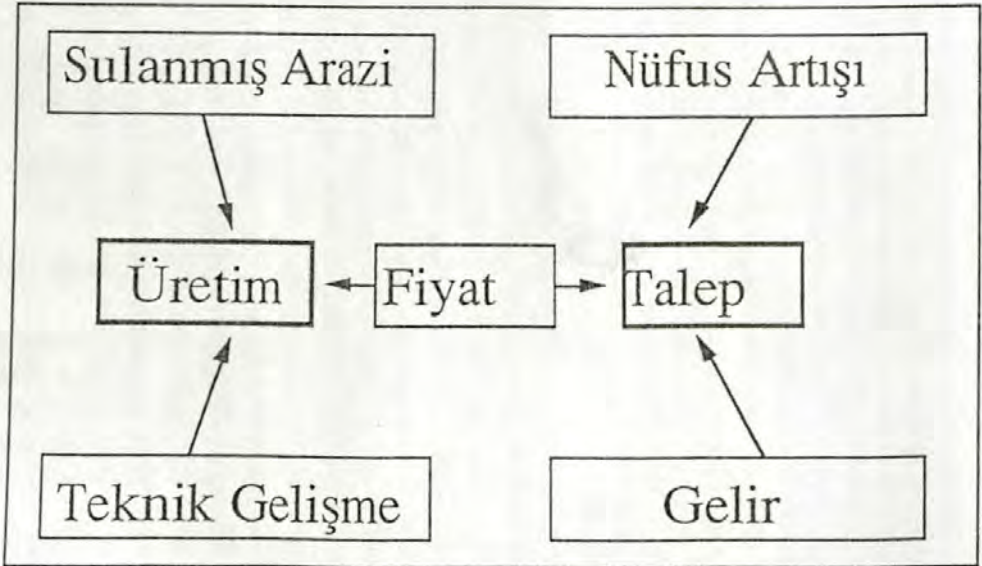 Sulanmış Arazi
Nüfus Artışı
Üretim
Fiyat
Talep
Teknik Gelişme
Gelir